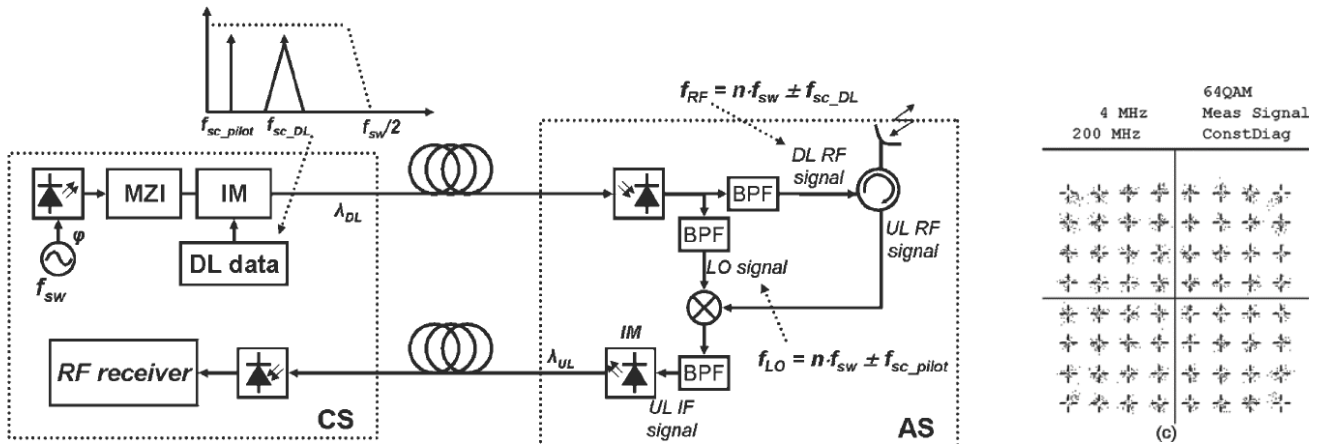 f_sc_pilot f_sc_DL f_sw/2
MZI
IM
λ_DL
φ
f_sw
DL data
RF receiver
CS
f_RF = n·f_sw ± f_sc_DL
BPF
DL RF signal
BPF
UL RF signal
LO signal
IM
λ_UL
BPF
f_LO = n·f_sw ± f_sc_pilot
UL IF signal
AS
64QAM
4 MHz Meas Signal
200 MHz ConstDiag
(c)